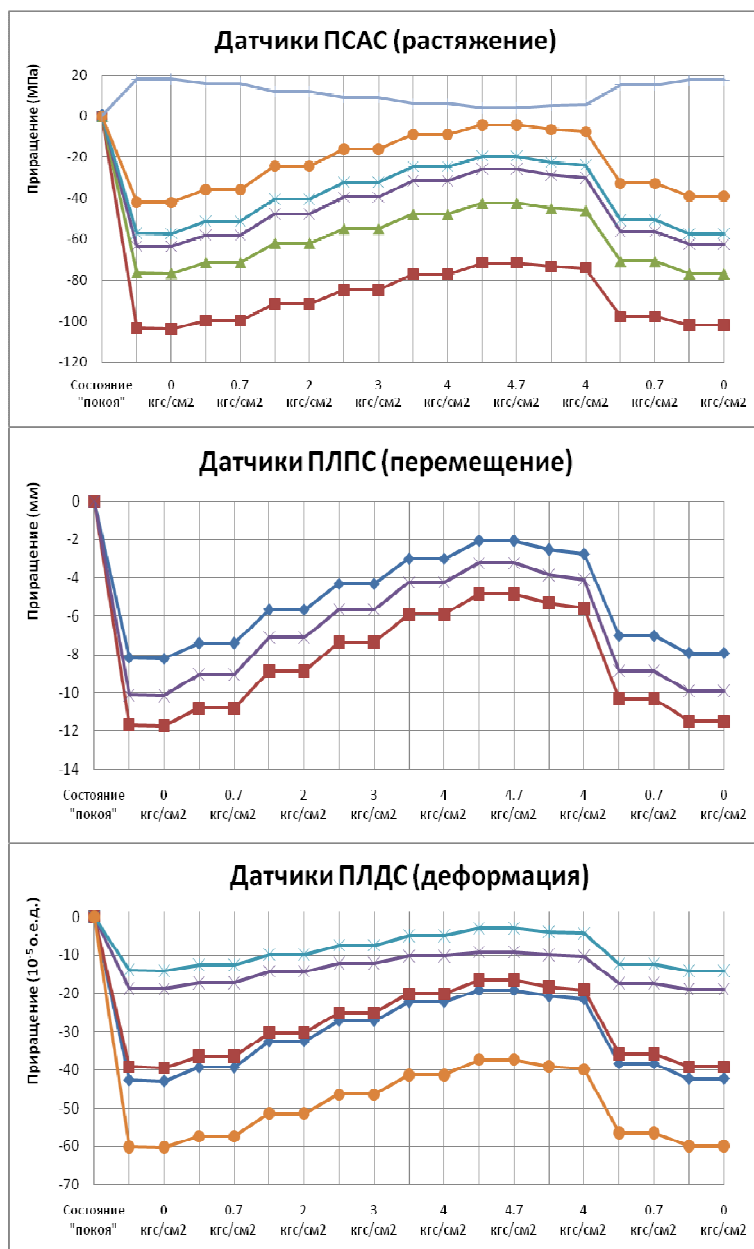 Датчики ПСАС (растяжение)
Приращение (МПа)
20
0
-20
-40
-60
-80
-100
-120
Состояние 0 0.7 2 3 4 4.7 4 0.7 0
"покоя" кгс/см2 кгс/см2 кгс/см2 кгс/см2 кгс/см2 кгс/см2 кгс/см2 кгс/см2 кгс/см2
Датчики ПЛПС (перемещение)
Приращение (мм)
0
-2
-4
-6
-8
-10
-12
-14
Состояние 0 0.7 2 3 4 4.7 4 0.7 0
"покоя" кгс/см2 кгс/см2 кгс/см2 кгс/см2 кгс/см2 кгс/см2 кгс/см2 кгс/см2 кгс/см2
Датчики ПЛДС (деформация)
Приращение (10⁻⁵ о.е.д.)
0
-10
-20
-30
-40
-50
-60
-70
Состояние 0 0.7 2 3 4 4.7 4 0.7 0
"покоя" кгс/см2 кгс/см2 кгс/см2 кгс/см2 кгс/см2 кгс/см2 кгс/см2 кгс/см2 кгс/см2